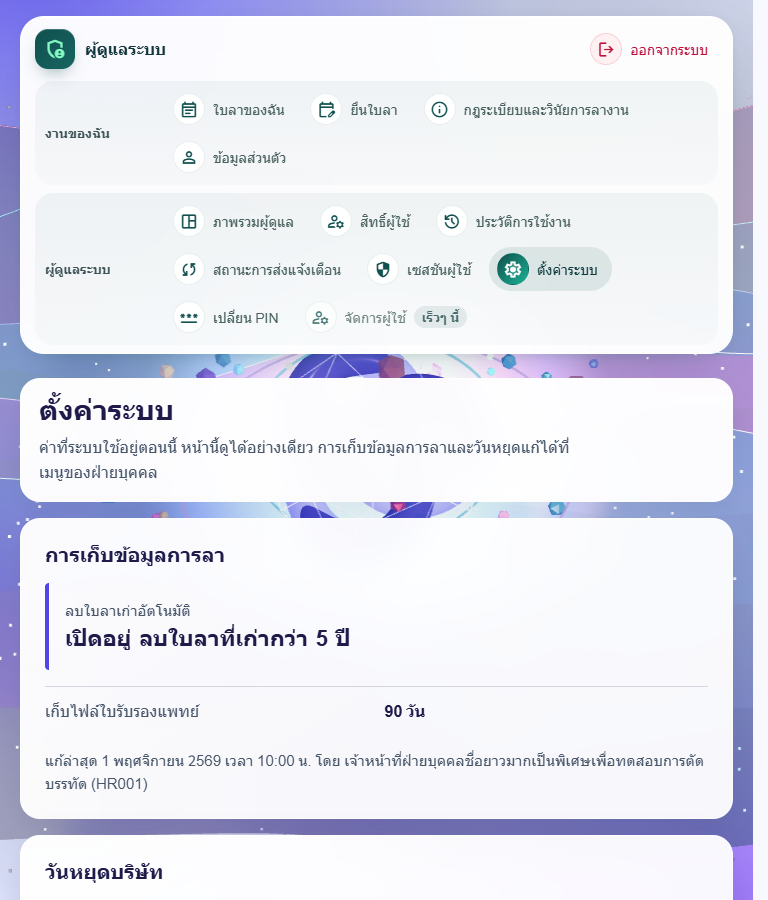 ผู้ดูแลระบบ
ออกจากระบบ
งานของฉัน
ใบลาของฉัน
ยื่นใบลา
กฎระเบียบและวินัยการลางาน
ข้อมูลส่วนตัว
ผู้ดูแลระบบ
ภาพรวมผู้ดูแล
สิทธิ์ผู้ใช้
ประวัติการใช้งาน
สถานะการส่งแจ้งเตือน
เซสชันผู้ใช้
ตั้งค่าระบบ
เปลี่ยน PIN
จัดการผู้ใช้ เร็วๆ นี้
ตั้งค่าระบบ
ค่าที่ระบบใช้อยู่ตอนนี้ หน้านี้ดูได้อย่างเดียว การเก็บข้อมูลการลาและวันหยุดแก้ได้ที่
เมนูของฝ่ายบุคคล
การเก็บข้อมูลการลา
ลบใบลาเก่าอัตโนมัติ
เปิดอยู่ ลบใบลาที่เก่ากว่า 5 ปี
เก็บไฟล์ใบรับรองแพทย์ 90 วัน
แก้ล่าสุด 1 พฤศจิกายน 2569 เวลา 10:00 น. โดย เจ้าหน้าที่ฝ่ายบุคคลชื่อยาวมากเป็นพิเศษเพื่อทดสอบการตัด
บรรทัด (HR001)
วันหยุดบริษัท